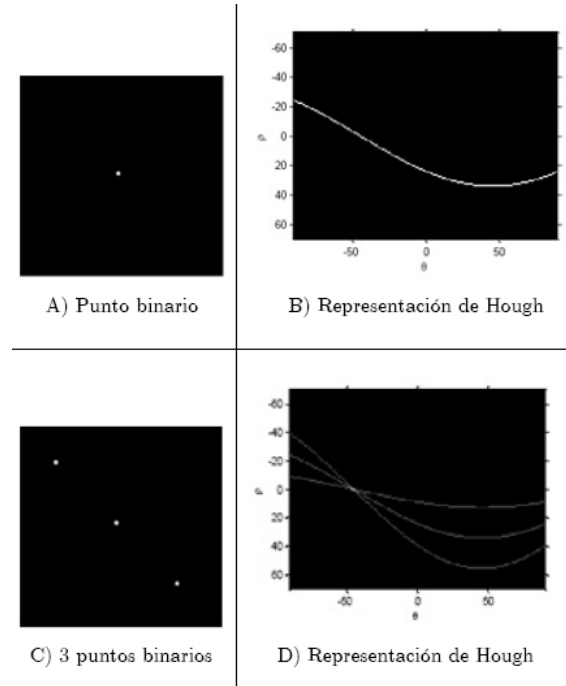 -60
-40
-20
0
20
40
60
ρ
-50 0 50
θ
A) Punto binario
B) Representación de Hough
-60
-40
-20
0
20
40
60
ρ
-50 0 50
θ
C) 3 puntos binarios
D) Representación de Hough